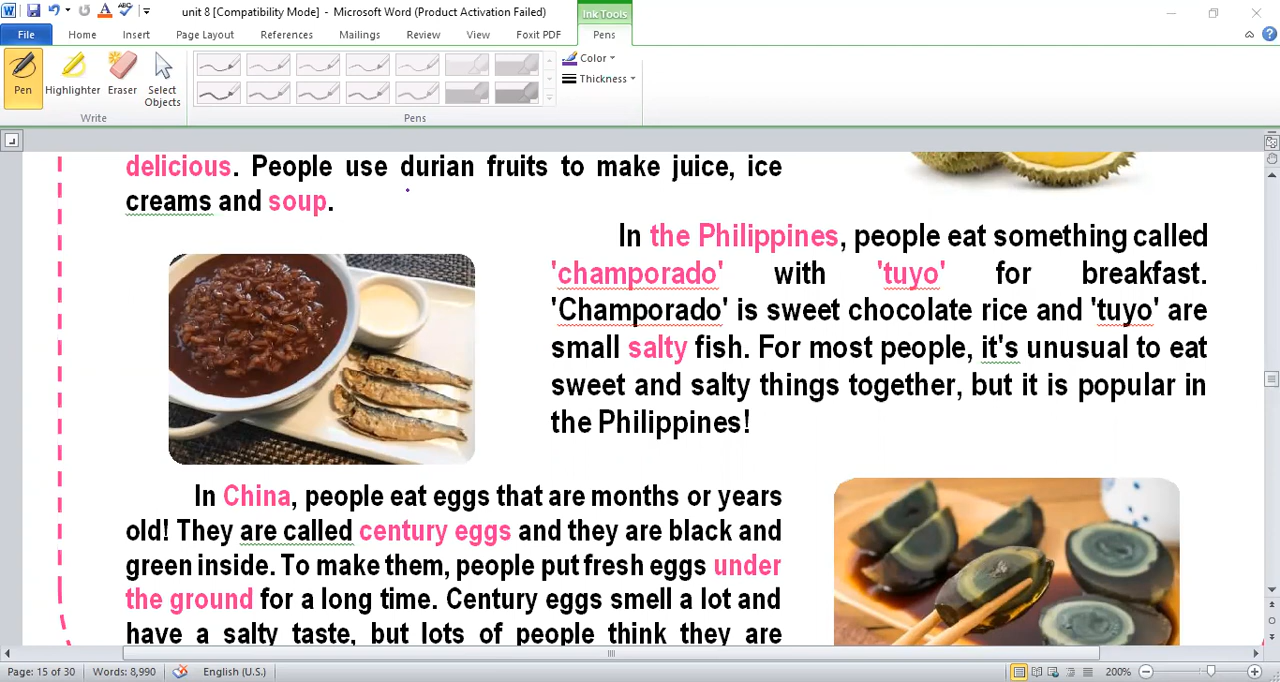 unit 8 [Compatibility Mode] - Microsoft Word (Product Activation Failed)
Ink Tools
File Home Insert Page Layout References Mailings Review View Foxit PDF Pens
Pen Highlighter Eraser Select Objects
Color
Thickness
Write Pens
delicious. People use durian fruits to make juice, ice
creams and soup.
In the Philippines, people eat something called
'champorado' with 'tuyo' for breakfast.
'Champorado' is sweet chocolate rice and 'tuyo' are
small salty fish. For most people, it's unusual to eat
sweet and salty things together, but it is popular in
the Philippines!
In China, people eat eggs that are months or years
old! They are called century eggs and they are black and
green inside. To make them, people put fresh eggs under
the ground for a long time. Century eggs smell a lot and
have a salty taste, but lots of people think they are
Page: 15 of 30 Words: 8,990 English (U.S.) 200%